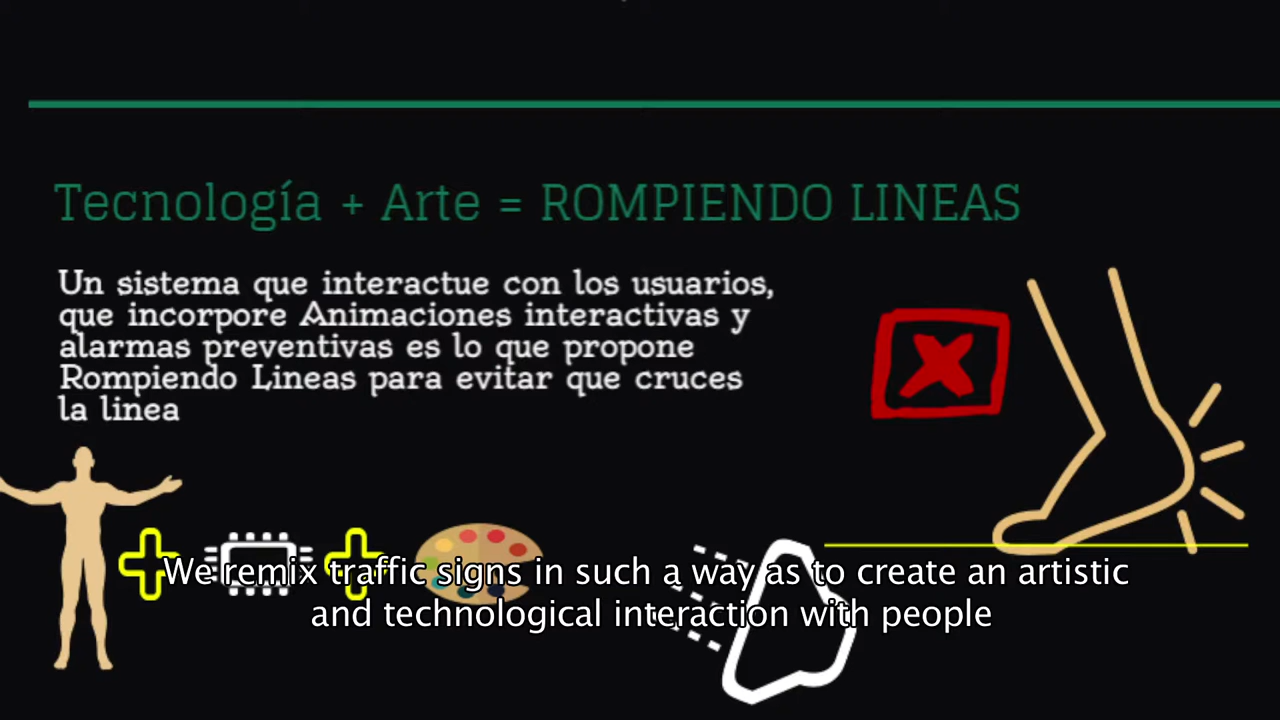 Tecnología + Arte = ROMPIENDO LINEAS
Un sistema que interactue con los usuarios,
que incorpore Animaciones interactivas y
alarmas preventivas es lo que propone
Rompiendo Lineas para evitar que cruces
la linea
We remix traffic signs in such a way as to create an artistic
and technological interaction with people